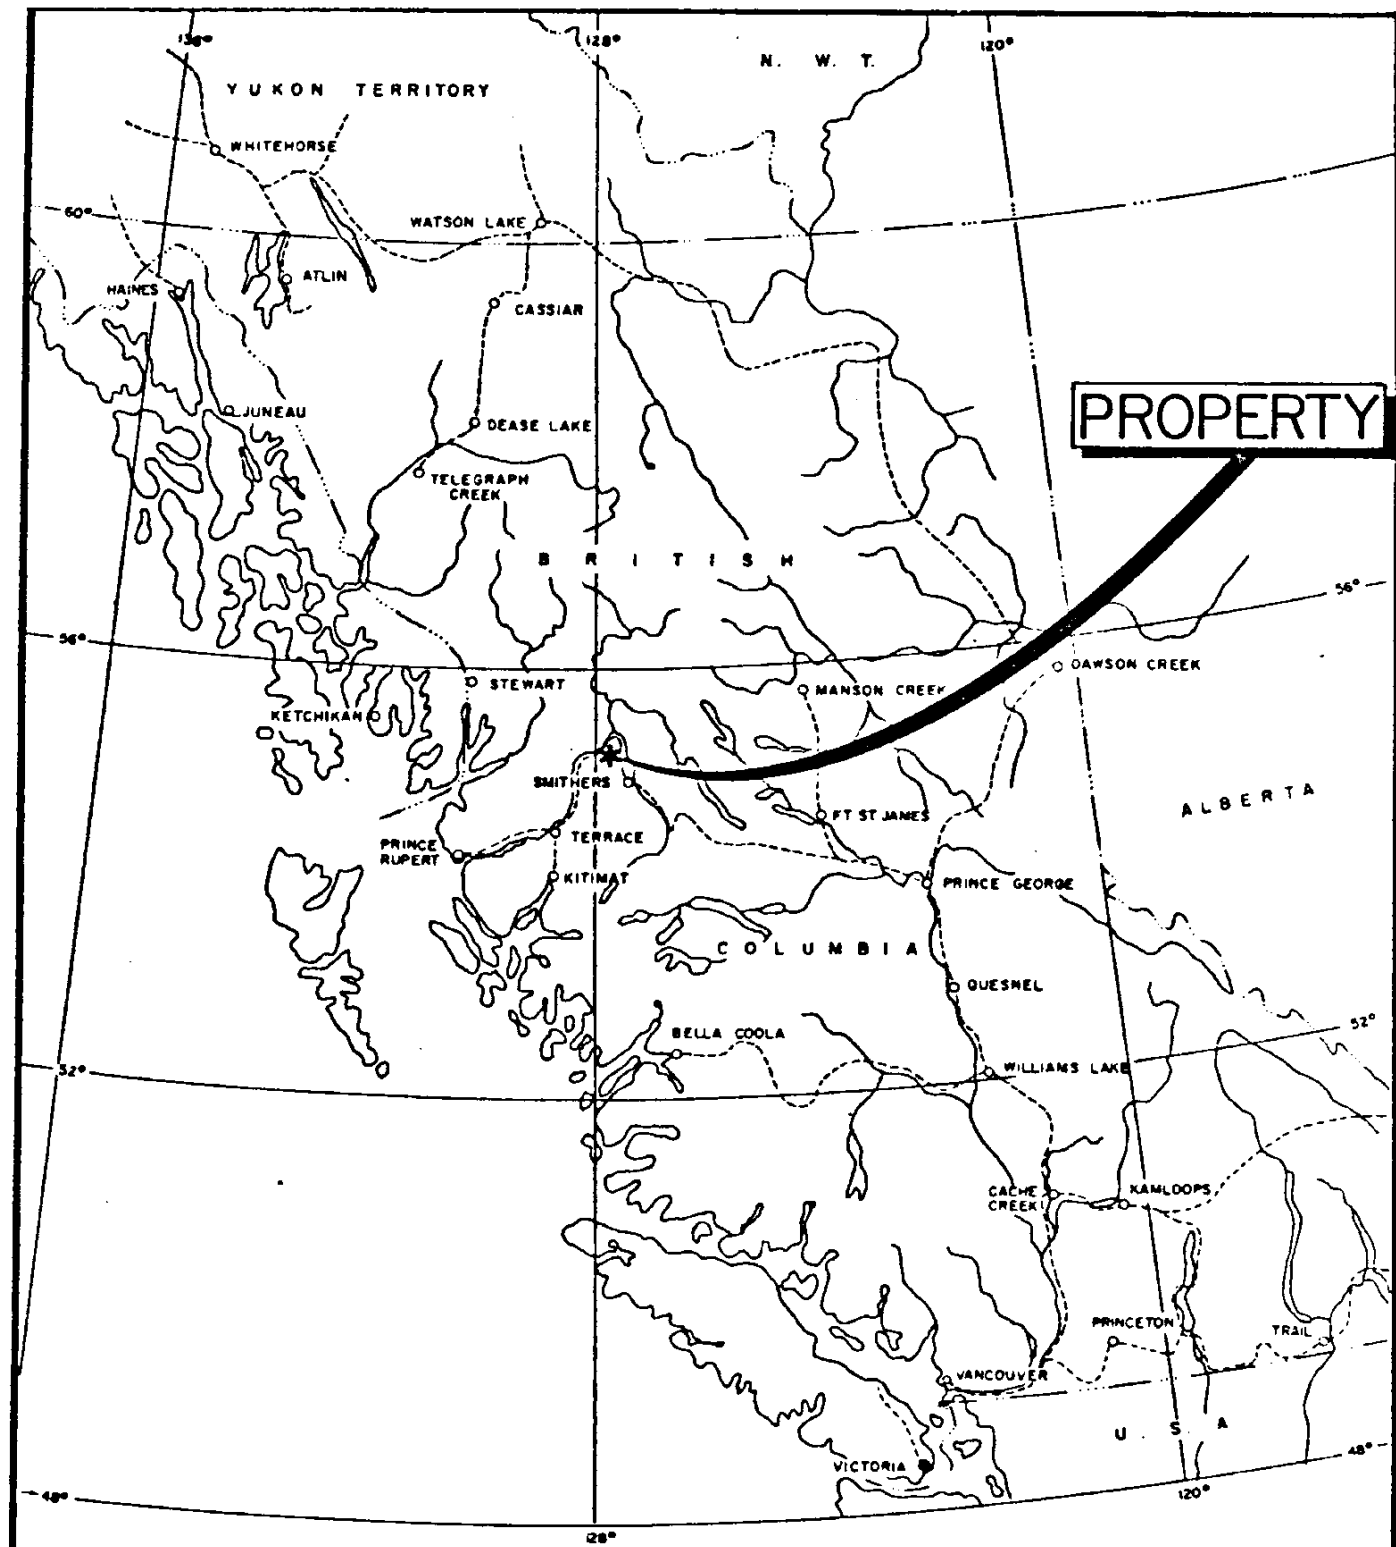 136°
128°
120°
N. W. T.
YUKON TERRITORY
WHITEHORSE
60°
WATSON LAKE
HAINES
ATLIN
CASSIAR
PROPERTY
JUNEAU
DEASE LAKE
TELEGRAPH
CREEK
BRITISH
56°
56°
DAWSON CREEK
STEWART
MANSON CREEK
KETCHIKAN
SMITHERS
ALBERTA
FT ST JAMES
TERRACE
PRINCE
RUPERT
KITIMAT
PRINCE GEORGE
COLUMBIA
QUESNEL
52°
BELLA COOLA
52°
WILLIAMS LAKE
CACHE
CREEK
KAMLOOPS
PRINCETON
TRAIL
VANCOUVER
U. S. A
VICTORIA
48°
48°
120°
128°